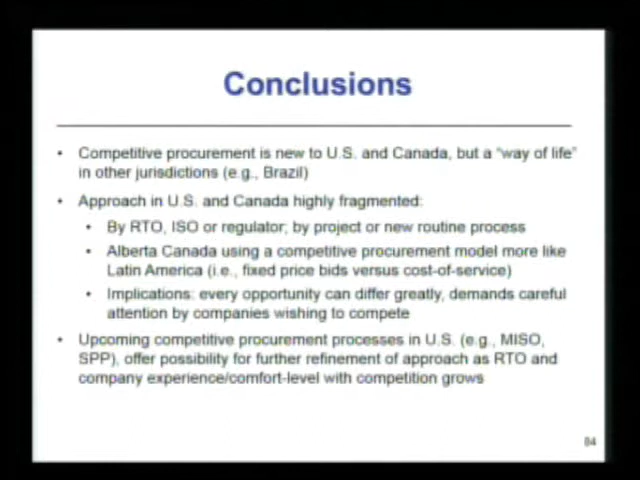 Conclusions
• Competitive procurement is new to U.S. and Canada, but a "way of life"
in other jurisdictions (e.g., Brazil)
• Approach in U.S. and Canada highly fragmented:
• By RTO, ISO or regulator; by project or new routine process
• Alberta Canada using a competitive procurement model more like
Latin America (i.e., fixed price bids versus cost-of-service)
• Implications: every opportunity can differ greatly, demands careful
attention by companies wishing to compete
• Upcoming competitive procurement processes in U.S. (e.g., MISO,
SPP), offer possibility for further refinement of approach as RTO and
company experience/comfort-level with competition grows
84